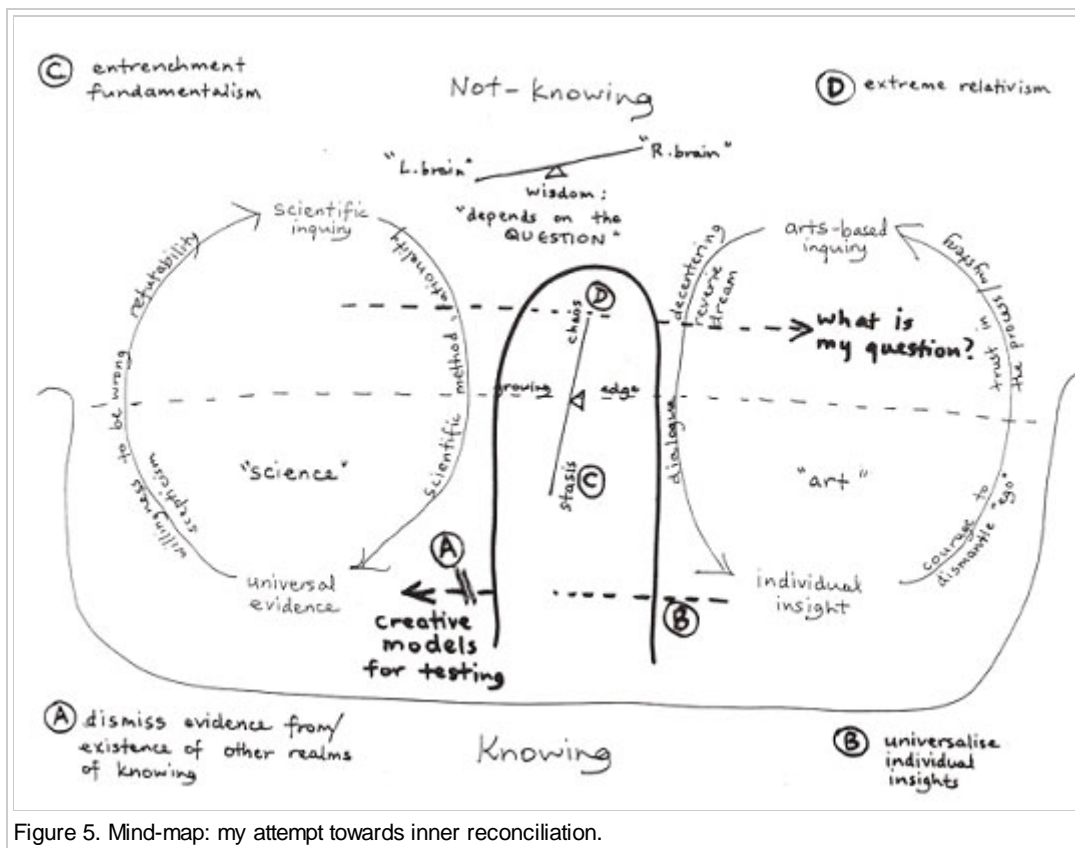 Ⓒ entrenchment
fundamentalism
Not-knowing
Ⓓ extreme relativism
"L.brain"
"R.brain"
wisdom:
"depends on the
QUESTION"
scientific
inquiry
refutability
willingness to be wrong
scepticism
rationality
scientific method
"science"
universal
evidence
arts-based
inquiry
decentering
reverse
dream
dialogue
trust in
the process/mystery
what is
my question?
"art"
courage to
dismantle "ego"
individual
insight
Ⓓ
chaos
growing edge
stasis
Ⓒ
Ⓐ
Ⓑ
creative
models
for testing
Ⓐ dismiss evidence from/
existence of other realms
of knowing
Knowing
Ⓑ universalise
individual
insights
Figure 5. Mind-map: my attempt towards inner reconciliation.